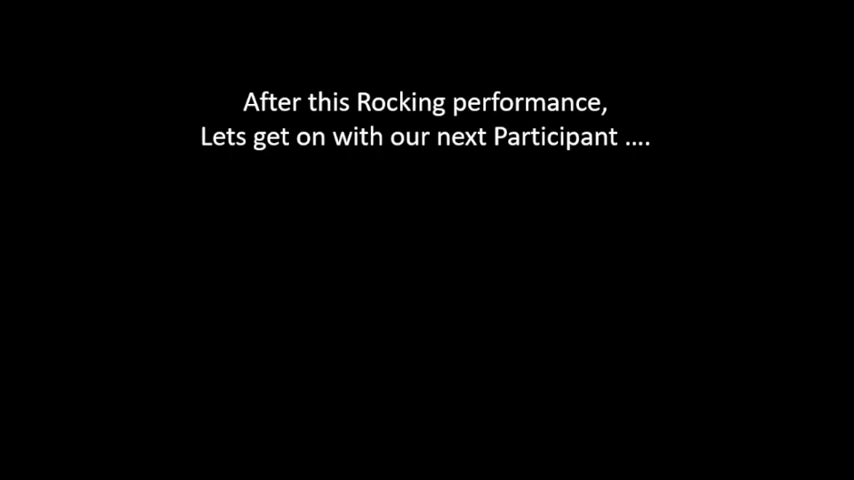 After this Rocking performance,
Lets get on with our next Participant ....